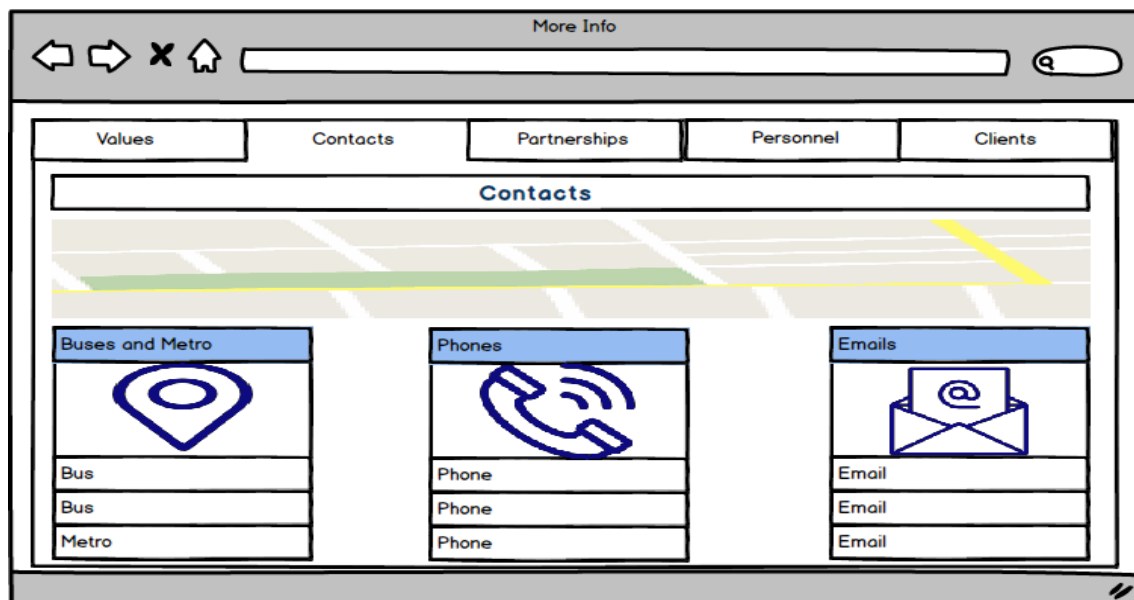 More Info
Values Contacts Partnerships Personnel Clients
Contacts
Buses and Metro Phones Emails
@
Bus Phone Email
Bus Phone Email
Metro Phone Email